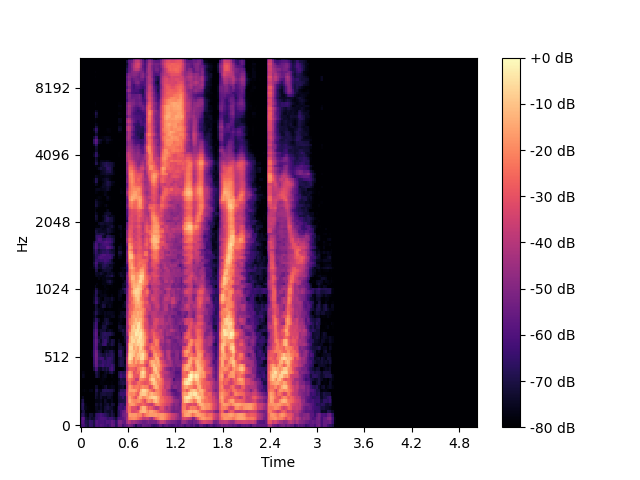 8192
4096
2048
1024
512
0
Hz
0 0.6 1.2 1.8 2.4 3 3.6 4.2 4.8
Time
+0 dB
-10 dB
-20 dB
-30 dB
-40 dB
-50 dB
-60 dB
-70 dB
-80 dB